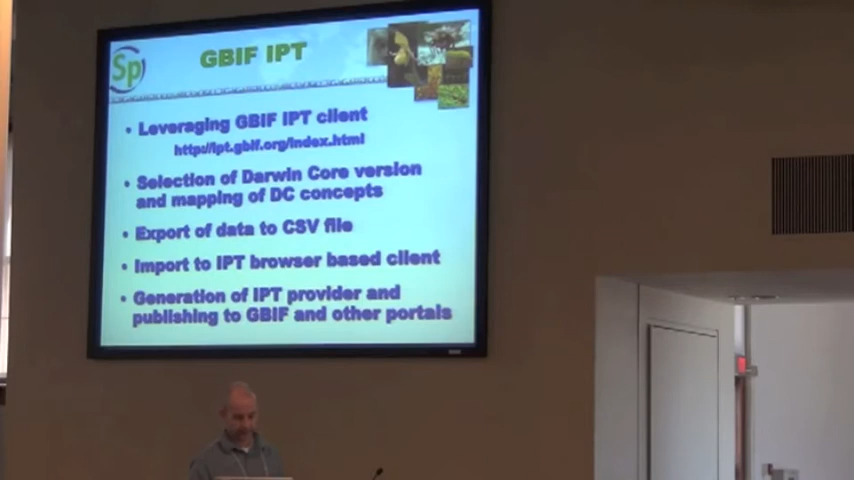 Sp
GBIF IPT
• Leveraging GBIF IPT client
http://ipt.gbif.org/index.html
• Selection of Darwin Core version
and mapping of DC concepts
• Export of data to CSV file
• Import to IPT browser based client
• Generation of IPT provider and
publishing to GBIF and other portals